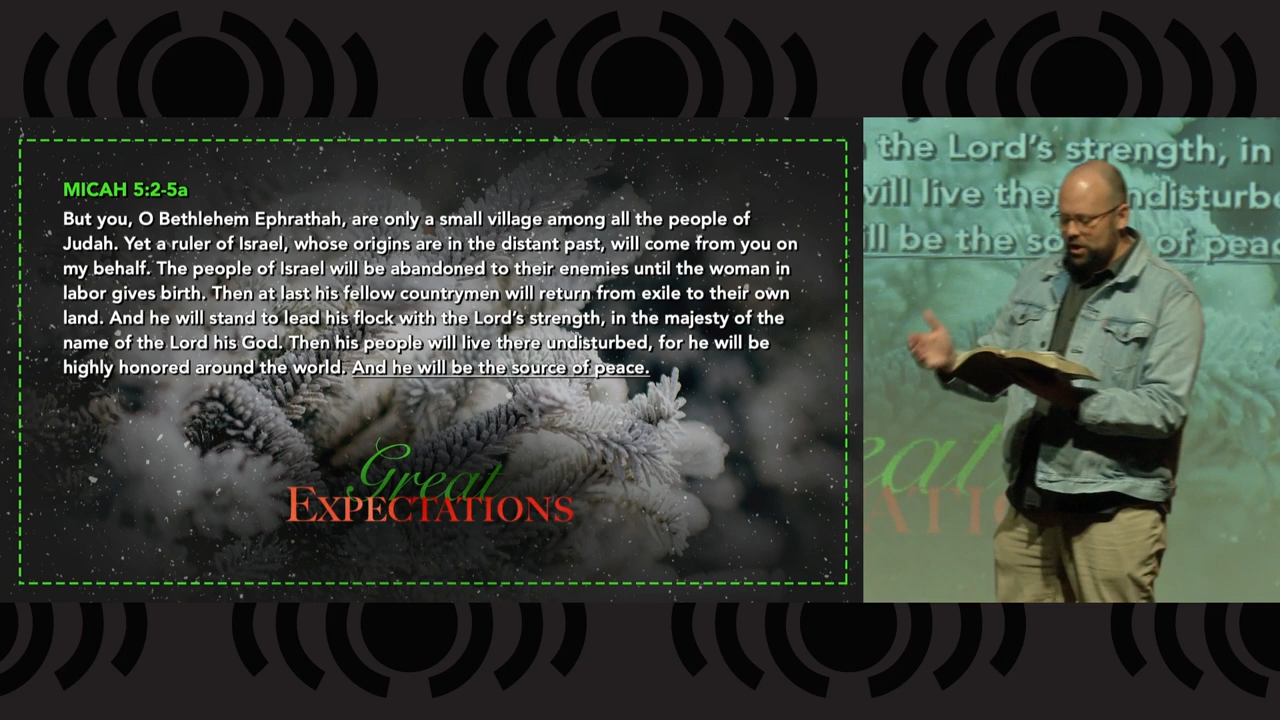 MICAH 5:2-5a
But you, O Bethlehem Ephrathah, are only a small village among all the people of
Judah. Yet a ruler of Israel, whose origins are in the distant past, will come from you on
my behalf. The people of Israel will be abandoned to their enemies until the woman in
labor gives birth. Then at last his fellow countrymen will return from exile to their own
land. And he will stand to lead his flock with the Lord's strength, in the majesty of the
name of the Lord his God. Then his people will live there undisturbed, for he will be
highly honored around the world. And he will be the source of peace.
Great
EXPECTATIONS
the Lord's strength, in
will live
of